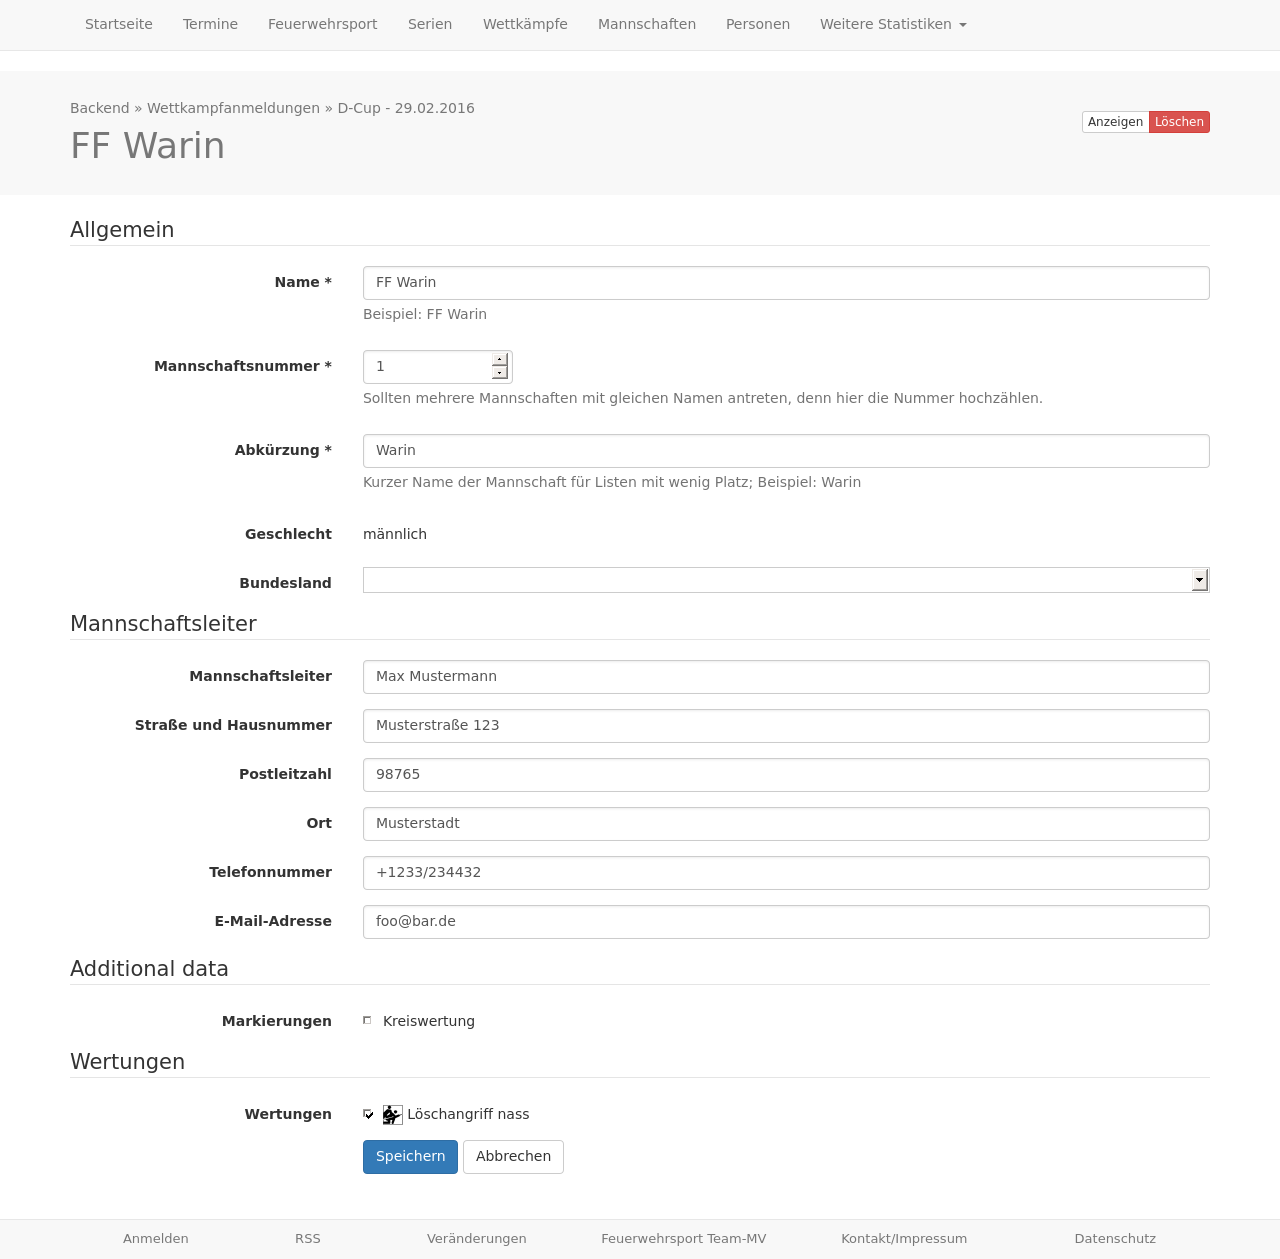 Startseite Termine Feuerwehrsport Serien Wettkämpfe Mannschaften Personen Weitere Statistiken
Backend » Wettkampfanmeldungen » D-Cup - 29.02.2016
FF Warin
Anzeigen Löschen
Allgemein
Name * FF Warin
Beispiel: FF Warin
Mannschaftsnummer * 1
Sollten mehrere Mannschaften mit gleichen Namen antreten, denn hier die Nummer hochzählen.
Abkürzung * Warin
Kurzer Name der Mannschaft für Listen mit wenig Platz; Beispiel: Warin
Geschlecht männlich
Bundesland
Mannschaftsleiter
Mannschaftsleiter Max Mustermann
Straße und Hausnummer Musterstraße 123
Postleitzahl 98765
Ort Musterstadt
Telefonnummer +1233/234432
E-Mail-Adresse foo@bar.de
Additional data
Markierungen Kreiswertung
Wertungen
Wertungen Löschangriff nass
Speichern Abbrechen
Anmelden RSS Veränderungen Feuerwehrsport Team-MV Kontakt/Impressum Datenschutz